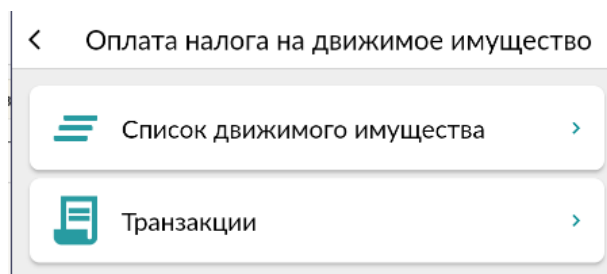 Оплата налога на движимое имущество
Список движимого имущества
Транзакции